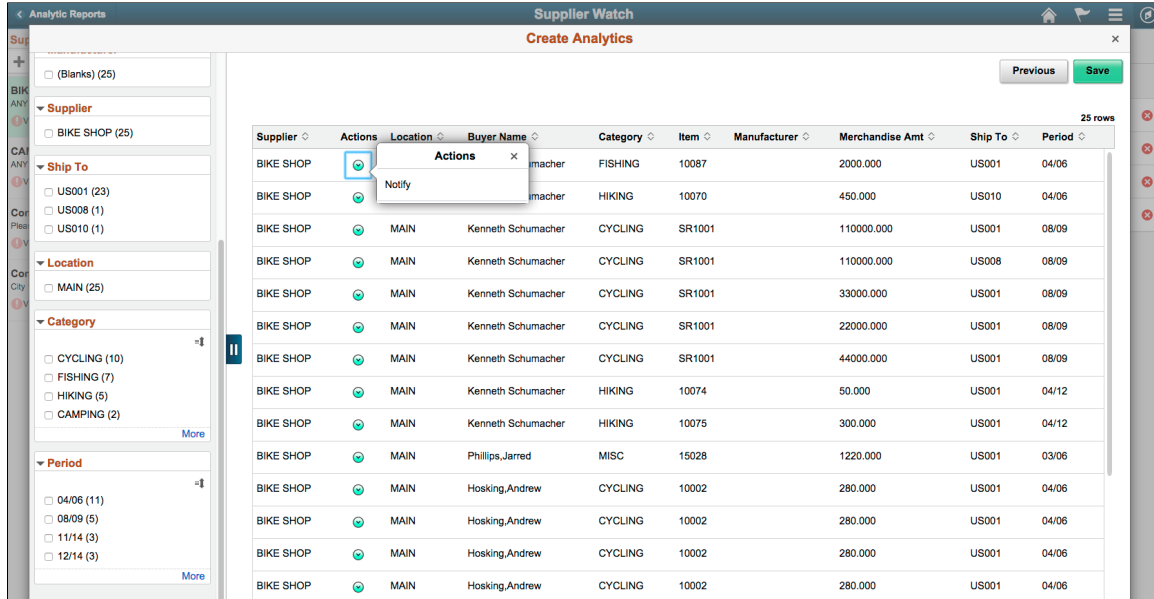 Analytic Reports
Supplier Watch
Create Analytics
×
(Blanks) (25)
Supplier
BIKE SHOP (25)
Ship To
US001 (23)
US008 (1)
US010 (1)
Location
MAIN (25)
Category
CYCLING (10)
FISHING (7)
HIKING (5)
CAMPING (2)
More
Period
04/06 (11)
08/09 (5)
11/14 (3)
12/14 (3)
More
Previous
Save
25 rows
Supplier Actions Location Buyer Name Category Item Manufacturer Merchandise Amt Ship To Period
Actions ×
Notify
BIKE SHOP FISHING 10087 2000.000 US001 04/06
BIKE SHOP HIKING 10070 450.000 US010 04/06
BIKE SHOP MAIN Kenneth Schumacher CYCLING SR1001 110000.000 US001 08/09
BIKE SHOP MAIN Kenneth Schumacher CYCLING SR1001 110000.000 US008 08/09
BIKE SHOP MAIN Kenneth Schumacher CYCLING SR1001 33000.000 US001 08/09
BIKE SHOP MAIN Kenneth Schumacher CYCLING SR1001 22000.000 US001 08/09
BIKE SHOP MAIN Kenneth Schumacher CYCLING SR1001 44000.000 US001 08/09
BIKE SHOP MAIN Kenneth Schumacher HIKING 10074 50.000 US001 04/12
BIKE SHOP MAIN Kenneth Schumacher HIKING 10075 300.000 US001 04/12
BIKE SHOP MAIN Phillips,Jarred MISC 15028 1220.000 US001 03/06
BIKE SHOP MAIN Hosking,Andrew CYCLING 10002 280.000 US001 04/06
BIKE SHOP MAIN Hosking,Andrew CYCLING 10002 280.000 US001 04/06
BIKE SHOP MAIN Hosking,Andrew CYCLING 10002 280.000 US001 04/06
BIKE SHOP MAIN Hosking,Andrew CYCLING 10002 280.000 US001 04/06